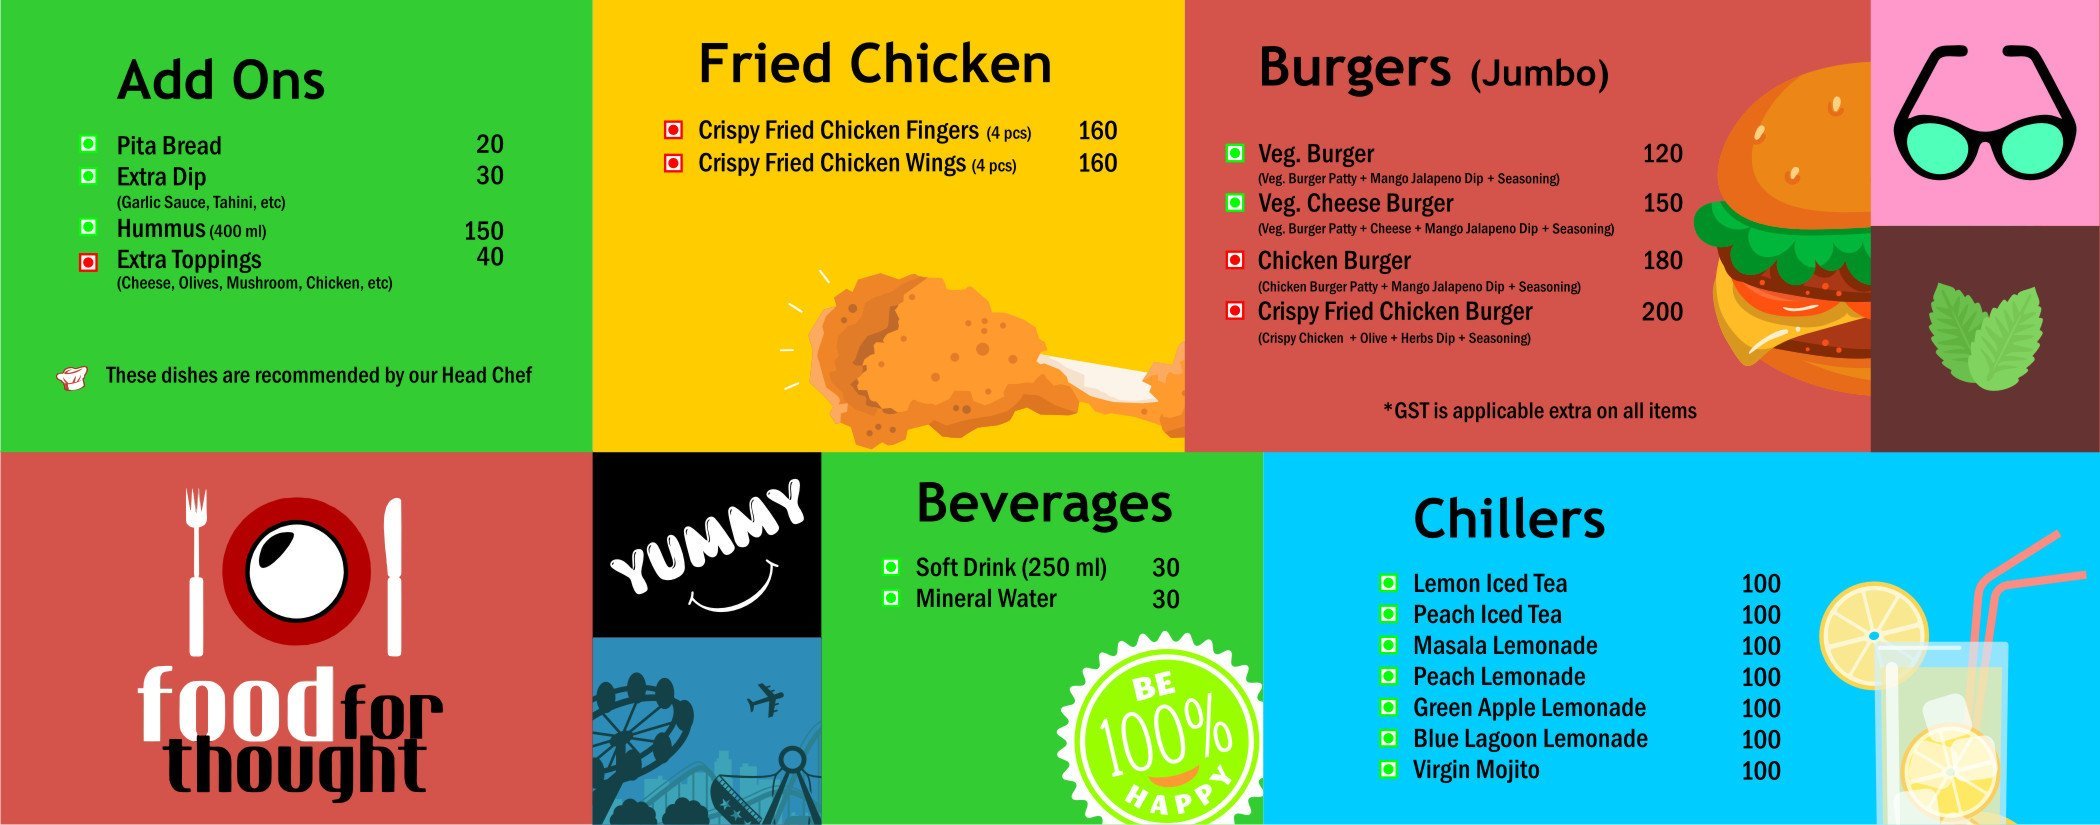 Add Ons
Pita Bread 20
Extra Dip 30
(Garlic Sauce, Tahini, etc)
Hummus (400 ml) 150
Extra Toppings 40
(Cheese, Olives, Mushroom, Chicken, etc)
These dishes are recommended by our Head Chef
Fried Chicken
Crispy Fried Chicken Fingers (4 pcs) 160
Crispy Fried Chicken Wings (4 pcs) 160
Burgers (Jumbo)
Veg. Burger 120
(Veg. Burger Patty + Mango Jalapeno Dip + Seasoning)
Veg. Cheese Burger 150
(Veg. Burger Patty + Cheese + Mango Jalapeno Dip + Seasoning)
Chicken Burger 180
(Chicken Burger Patty + Mango Jalapeno Dip + Seasoning)
Crispy Fried Chicken Burger 200
(Crispy Chicken + Olive + Herbs Dip + Seasoning)
*GST is applicable extra on all items
food for
thought
YUMMY
Beverages
Soft Drink (250 ml) 30
Mineral Water 30
BE
100%
HAPPY
Chillers
Lemon Iced Tea 100
Peach Iced Tea 100
Masala Lemonade 100
Peach Lemonade 100
Green Apple Lemonade 100
Blue Lagoon Lemonade 100
Virgin Mojito 100